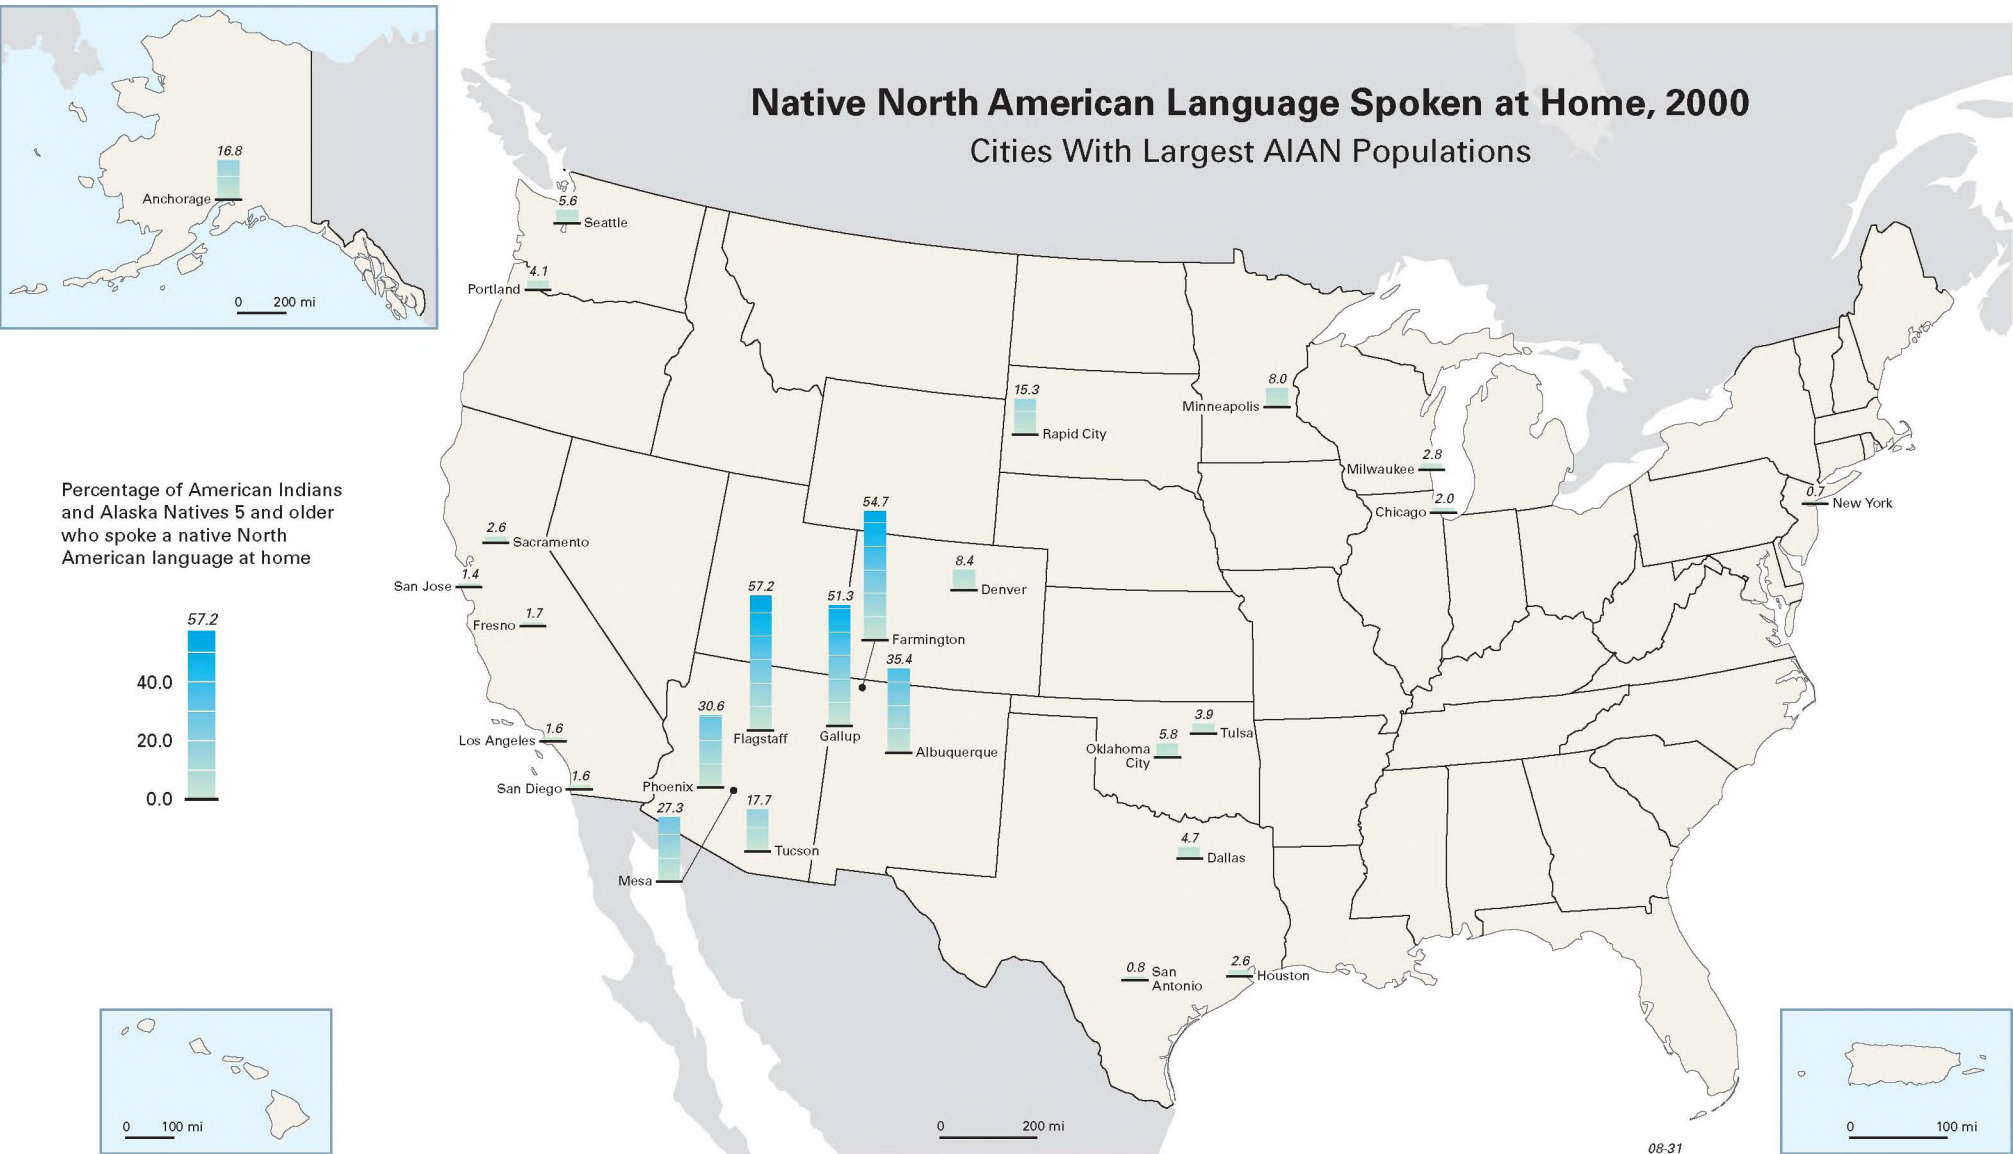 Native North American Language Spoken at Home, 2000
Cities With Largest AIAN Populations
16.8
Anchorage
0 200 mi
5.6
Seattle
4.1
Portland
15.3
Rapid City
8.0
Minneapolis
2.8
Milwaukee
2.0
Chicago
0.7
New York
Percentage of American Indians
and Alaska Natives 5 and older
who spoke a native North
American language at home
57.2
40.0
20.0
0.0
2.6
Sacramento
1.4
San Jose
1.7
Fresno
1.6
Los Angeles
1.6
San Diego
54.7
Farmington
8.4
Denver
57.2
Flagstaff
51.3
Gallup
35.4
Albuquerque
30.6
Phoenix
27.3
Mesa
17.7
Tucson
3.9
Tulsa
5.8
Oklahoma
City
4.7
Dallas
0.8
San
Antonio
2.6
Houston
0 100 mi
0 200 mi
0 100 mi
08-31